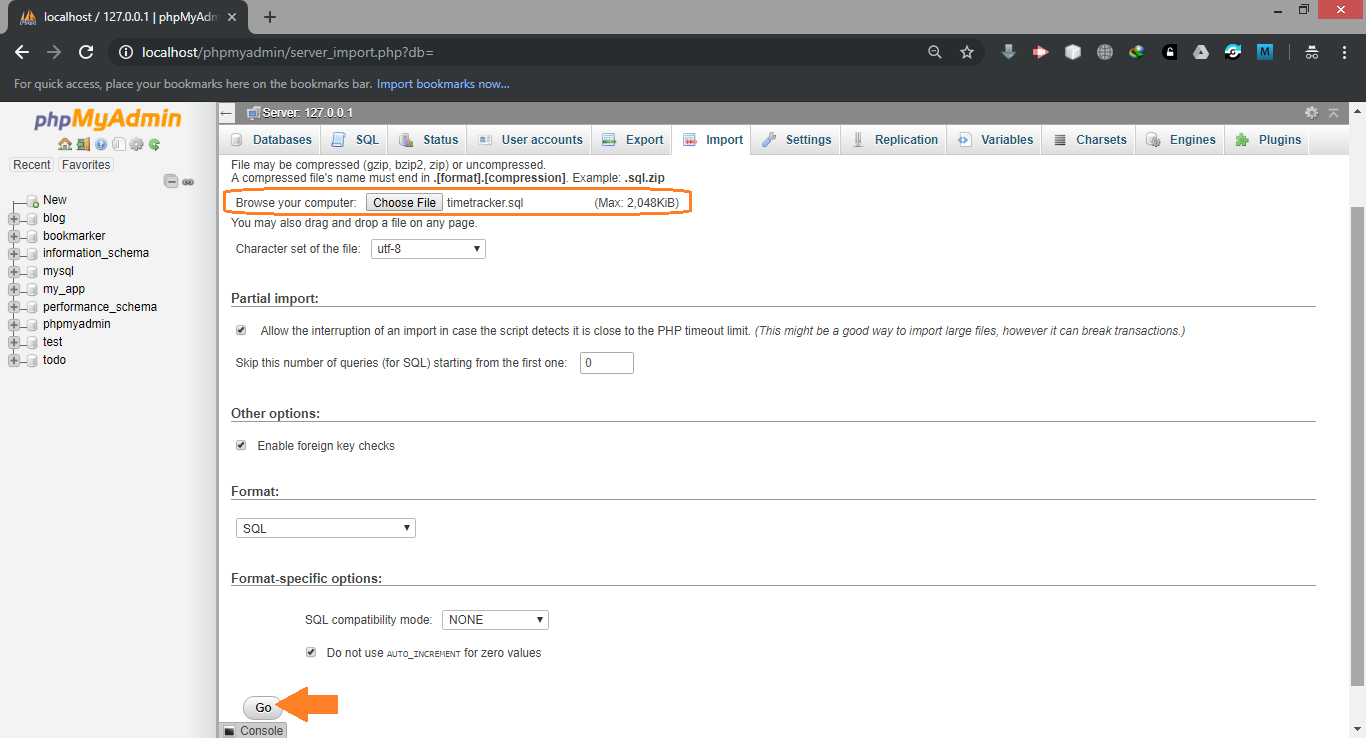 localhost / 127.0.0.1 | phpMyAdm
localhost/phpmyadmin/server_import.php?db=
M
For quick access, place your bookmarks here on the bookmarks bar. Import bookmarks now...
phpMyAdmin
Recent Favorites
New
blog
bookmarker
information_schema
mysql
my_app
performance_schema
phpmyadmin
test
todo
Server: 127.0.0.1
Databases SQL Status User accounts Export Import Settings Replication Variables Charsets Engines Plugins
File may be compressed (gzip, bzip2, zip) or uncompressed.
A compressed file's name must end in .[format].[compression]. Example: .sql.zip
Browse your computer: Choose File timetracker.sql (Max: 2,048KiB)
You may also drag and drop a file on any page.
Character set of the file: utf-8
Partial import:
Allow the interruption of an import in case the script detects it is close to the PHP timeout limit. (This might be a good way to import large files, however it can break transactions.)
Skip this number of queries (for SQL) starting from the first one: 0
Other options:
Enable foreign key checks
Format:
SQL
Format-specific options:
SQL compatibility mode: NONE
Do not use AUTO_INCREMENT for zero values
Go
Console